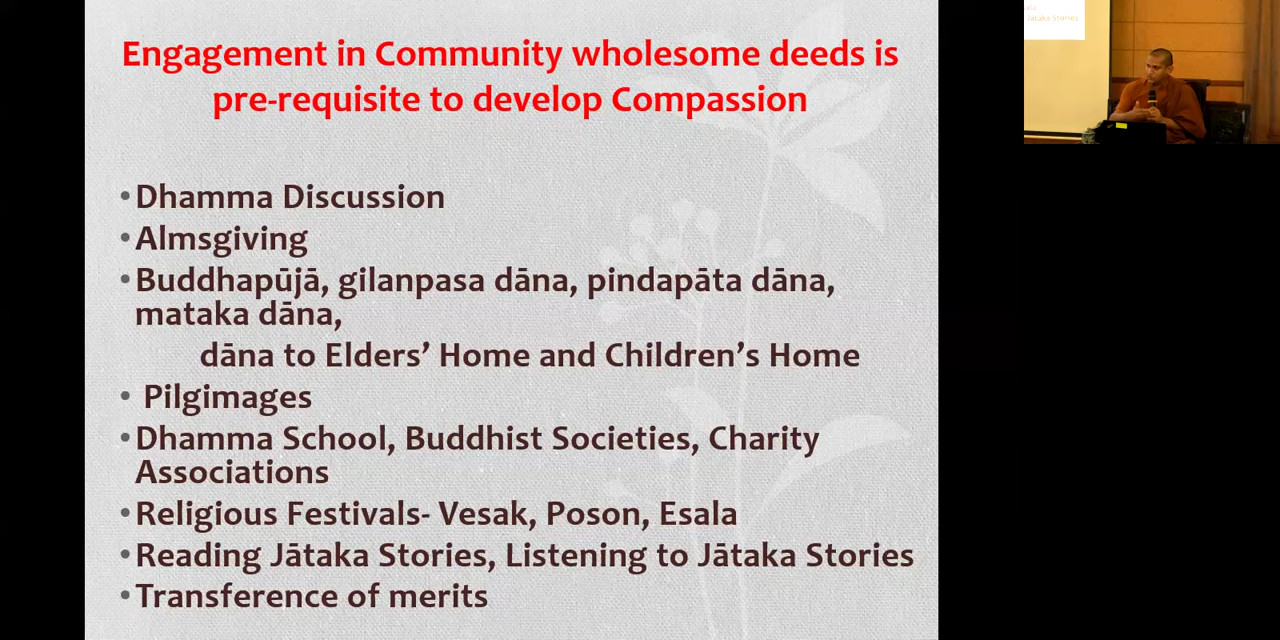 Engagement in Community wholesome deeds is
pre-requisite to develop Compassion
•Dhamma Discussion
•Almsgiving
•Buddhapūjā, gilanpasa dāna, pindapāta dāna,
mataka dāna,
dāna to Elders’ Home and Children’s Home
• Pilgimages
•Dhamma School, Buddhist Societies, Charity
Associations
•Religious Festivals- Vesak, Poson, Esala
•Reading Jātaka Stories, Listening to Jātaka Stories
•Transference of merits
Jātaka Stories